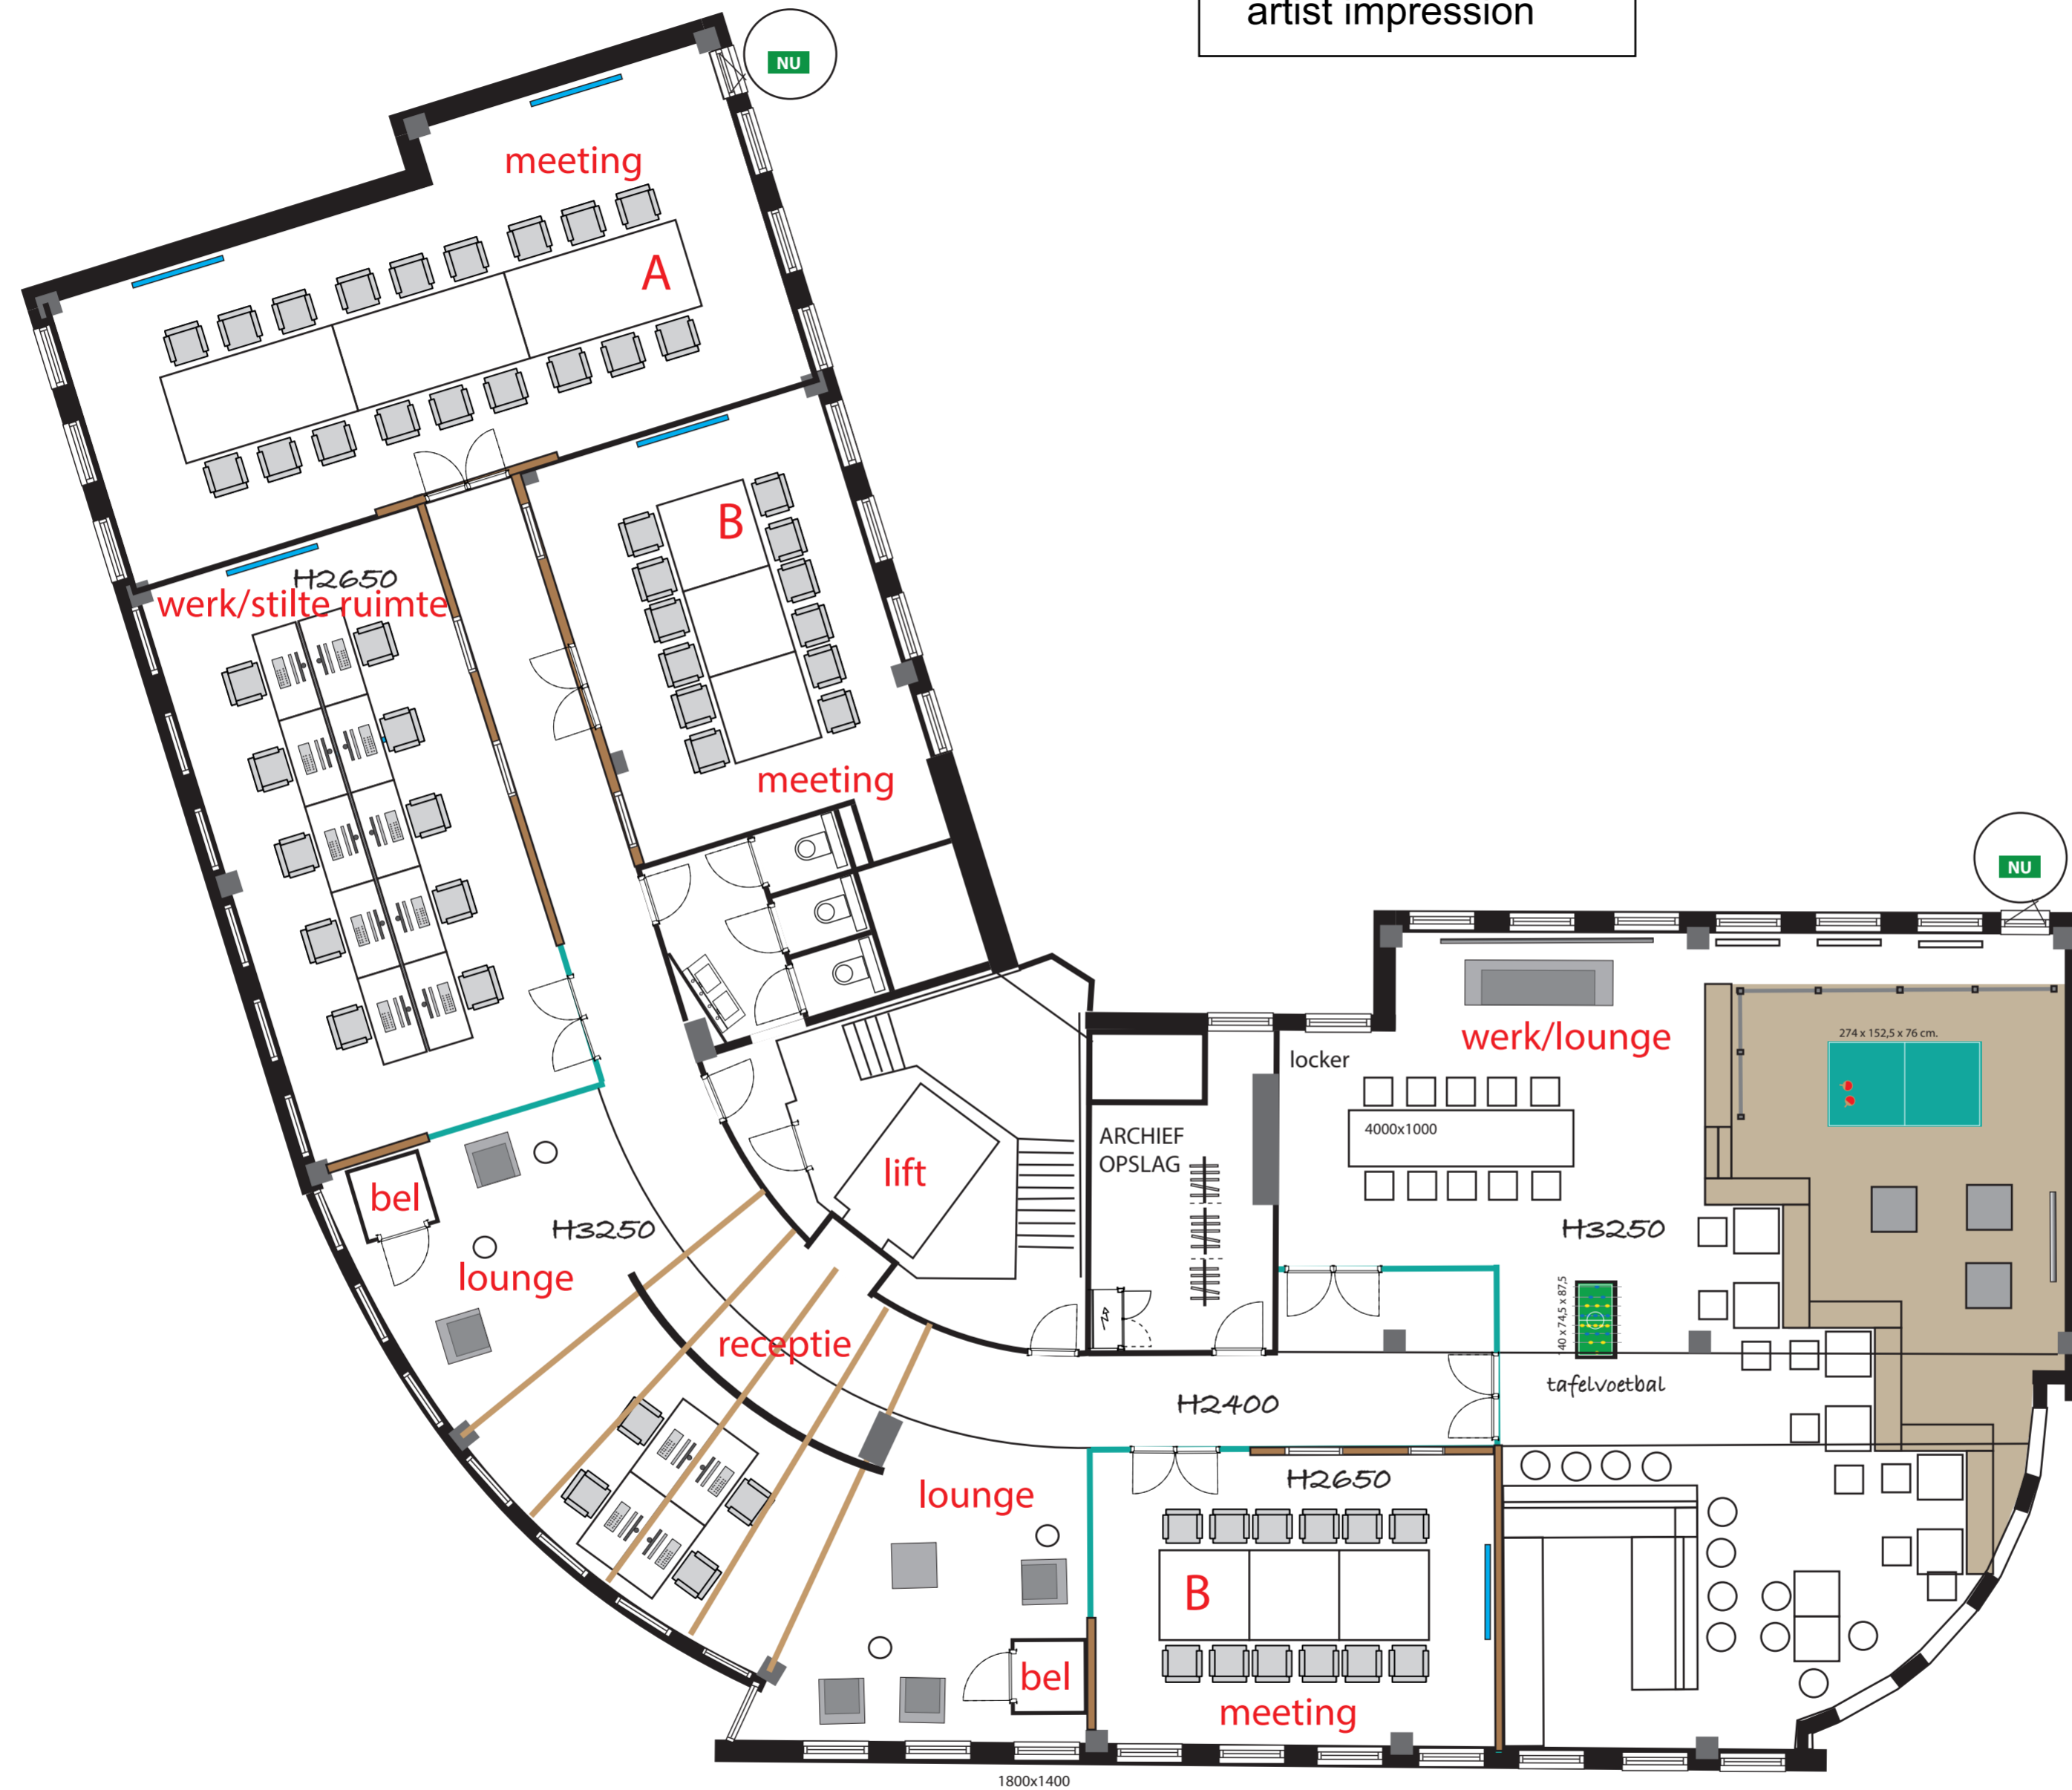 artist impression
NU
meeting
A
B
H2650
werk/stilte ruimte
meeting
NU
locker
werk/lounge
274 x 152,5 x 76 cm.
4000x1000
ARCHIEF
OPSLAG
lift
bel
H3250
lounge
H3250
140 x 74,5 x 87,5
receptie
tafelvoetbal
H2400
H2650
lounge
B
bel
meeting
1800x1400